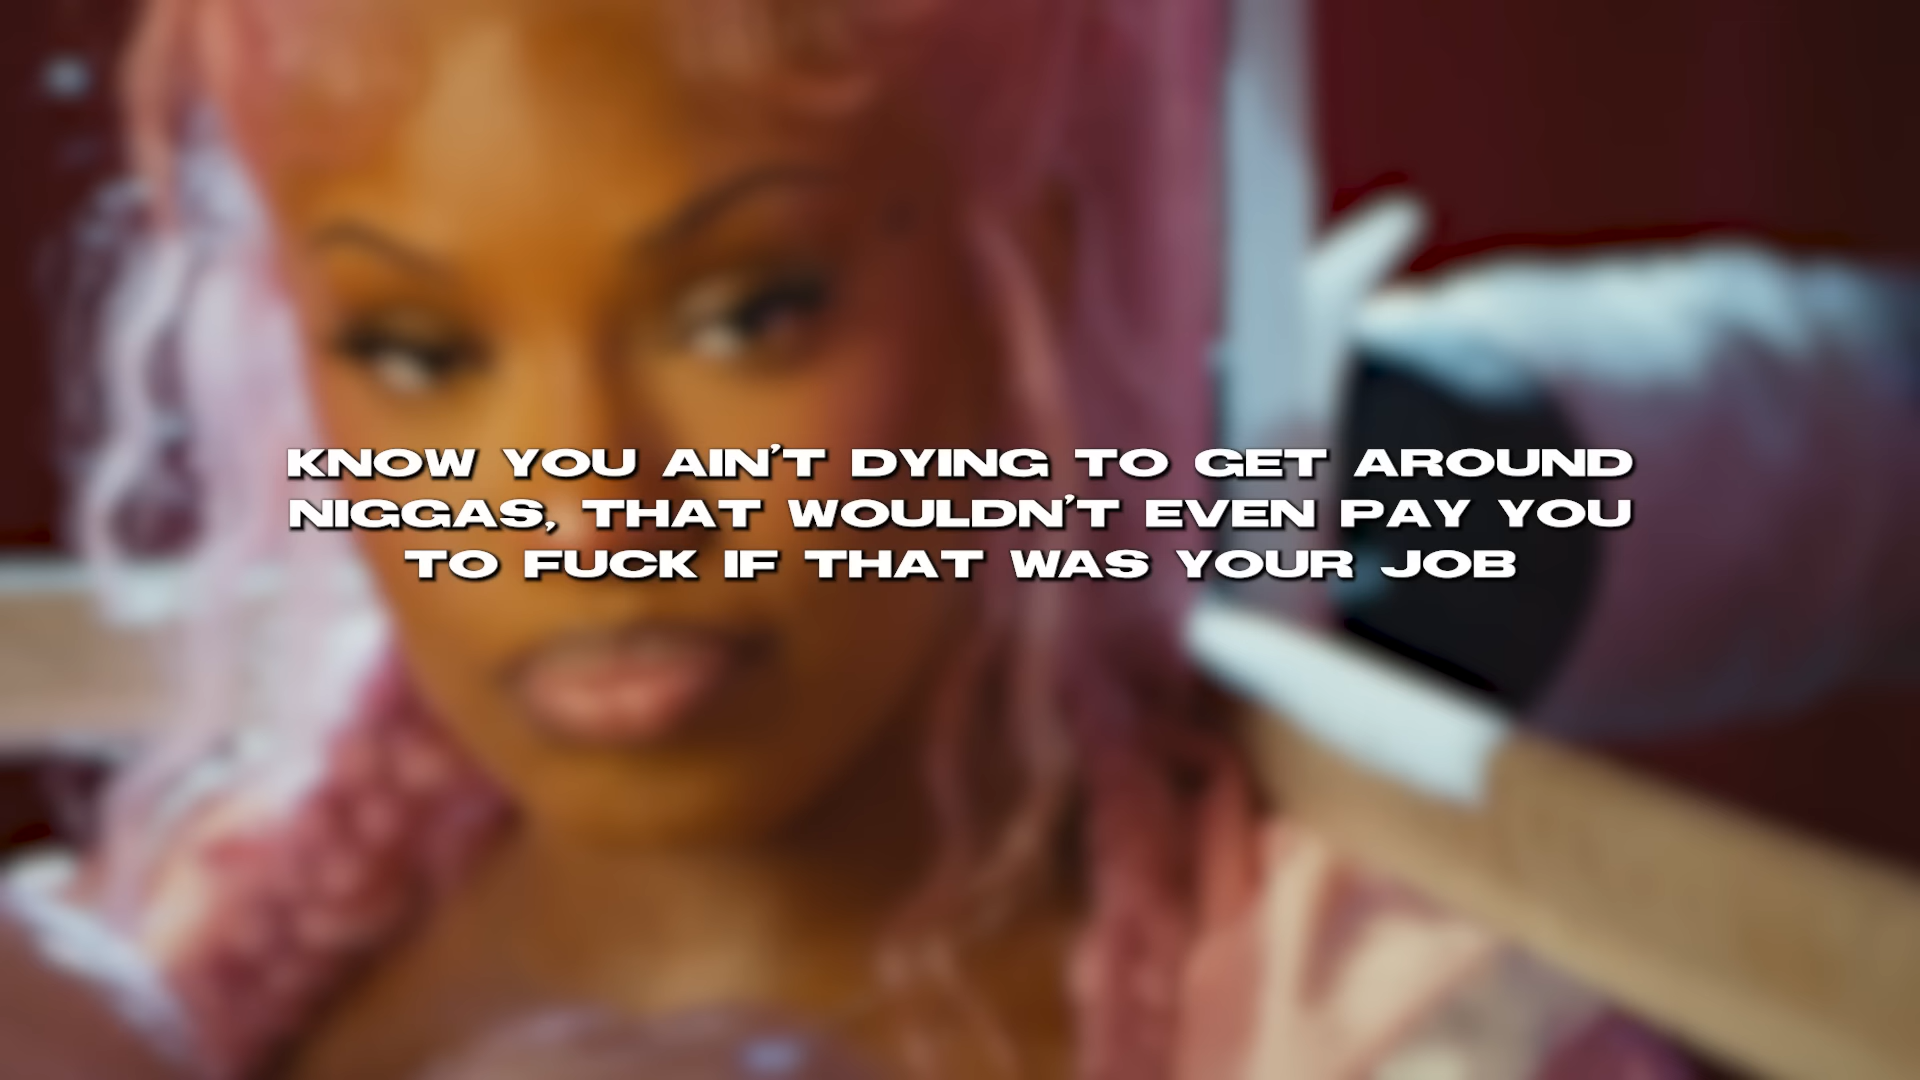 KNOW YOU AIN'T DYING TO GET AROUND
NIGGAS, THAT WOULDN'T EVEN PAY YOU
TO FUCK IF THAT WAS YOUR JOB